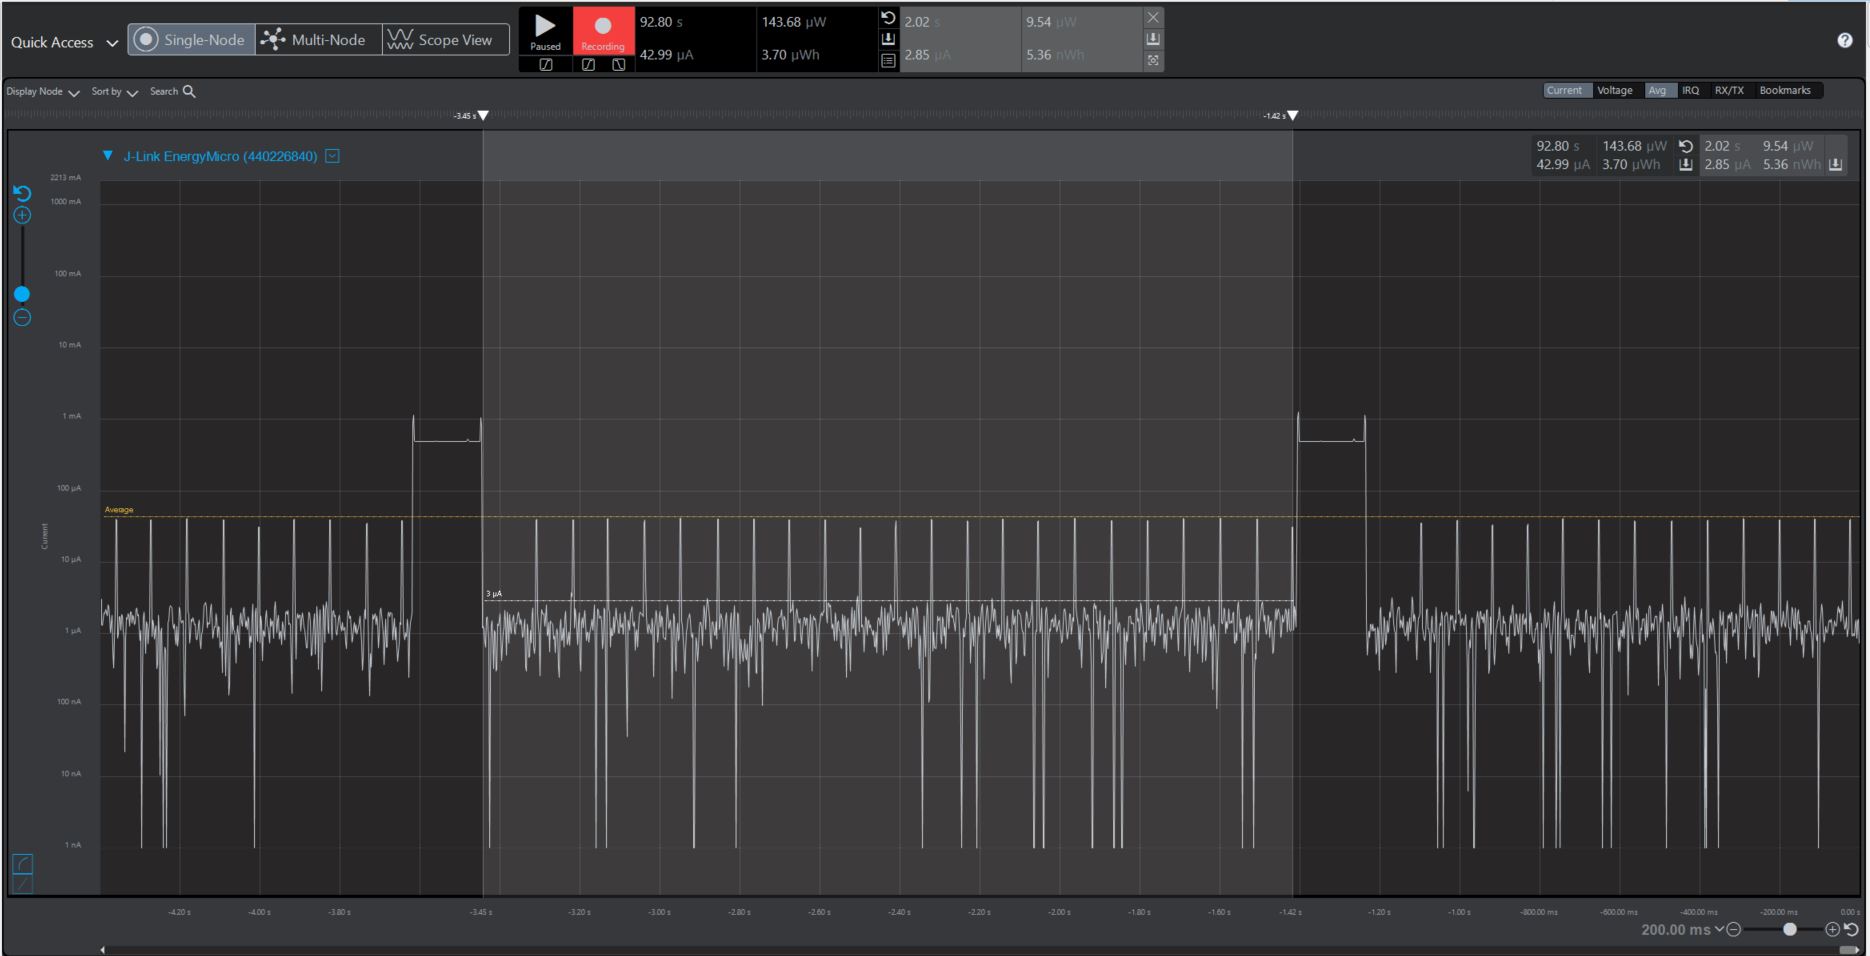 Quick Access
Single-Node
Multi-Node
Scope View
Paused
Recording
92.80 s 143.68 µW
42.99 µA 3.70 µWh
2.02 s 9.54 µW
2.85 µA 5.36 nWh
Display Node Sort by Search
Current Voltage Avg IRQ RX/TX Bookmarks
-3.45 s -1.42 s
J-Link EnergyMicro (440226840)
92.80 s 143.68 µW 2.02 s 9.54 µW
42.99 µA 3.70 µWh 2.85 µA 5.36 nWh
2213 mA
1000 mA
100 mA
10 mA
1 mA
100 µA
Average
Current
10 µA
3 µA
1 µA
100 nA
10 nA
1 nA
-4.20 s -4.00 s -3.80 s -3.45 s -3.20 s -3.00 s -2.80 s -2.60 s -2.40 s -2.20 s -2.00 s -1.80 s -1.60 s -1.42 s -1.20 s -1.00 s -800.00 ms -600.00 ms -400.00 ms -200.00 ms 0.00 s
200.00 ms